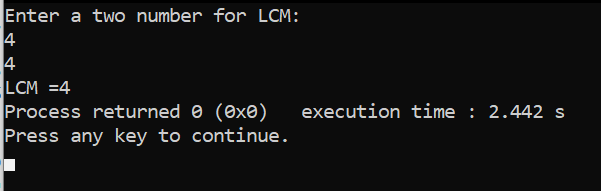 Enter a two number for LCM:
4
4
LCM =4
Process returned 0 (0x0)   execution time : 2.442 s
Press any key to continue.